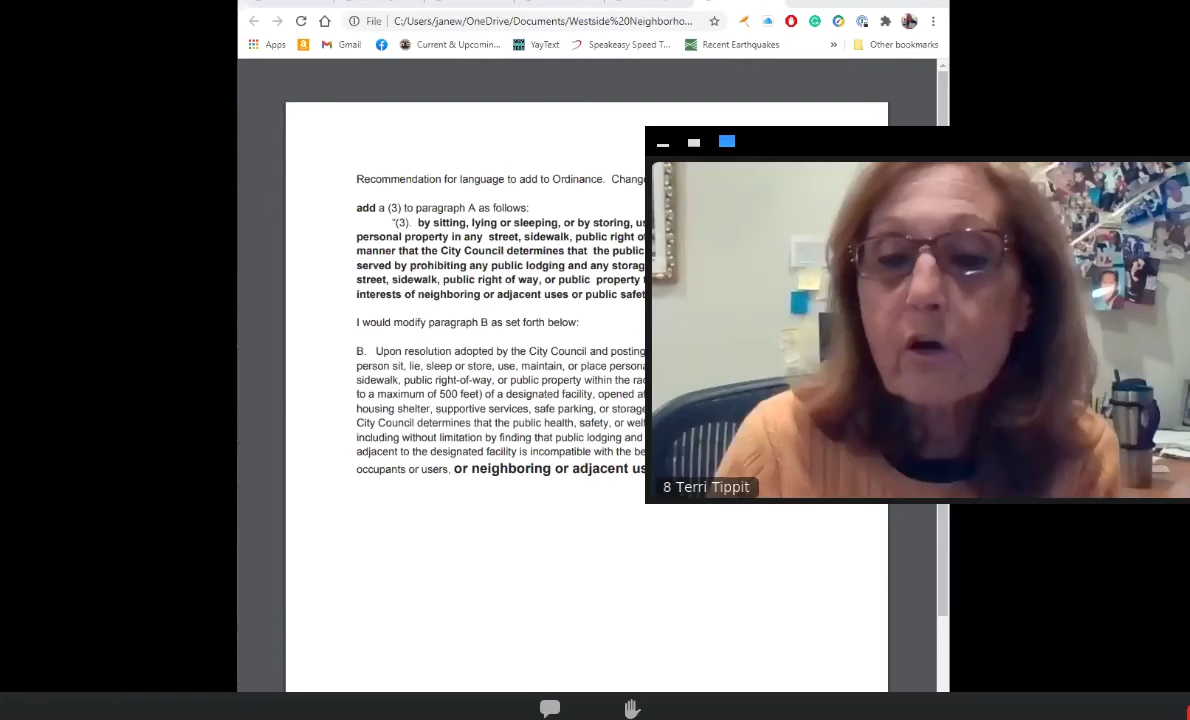 File C:/Users/janew/OneDrive/Documents/Westside%20Neighborho...
Apps Gmail Current & Upcomin... YayText Speakeasy Speed T... Recent Earthquakes » Other bookmarks
Recommendation for language to add to Ordinance. Change
add a (3) to paragraph A as follows:
"(3). by sitting, lying or sleeping, or by storing, us
personal property in any street, sidewalk, public right of
manner that the City Council determines that the public
served by prohibiting any public lodging and any storag
street, sidewalk, public right of way, or public property
interests of neighboring or adjacent uses or public safet
I would modify paragraph B as set forth below:
B. Upon resolution adopted by the City Council and posting
person sit, lie, sleep or store, use, maintain, or place persona
sidewalk, public right-of-way, or public property within the rad
to a maximum of 500 feet) of a designated facility, opened af
housing shelter, supportive services, safe parking, or storage
City Council determines that the public health, safety, or welf
including without limitation by finding that public lodging and
adjacent to the designated facility is incompatible with the be
occupants or users, or neighboring or adjacent us
8 Terri Tippit